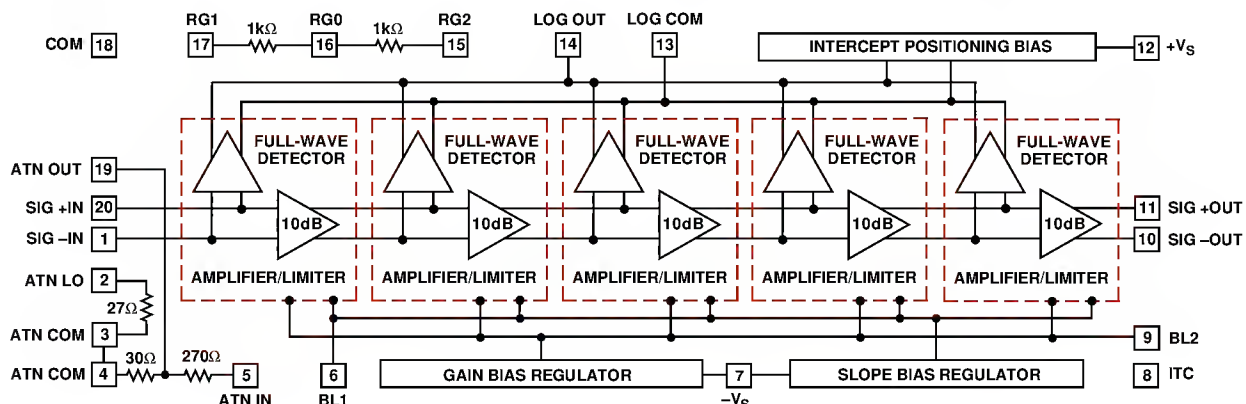 RG1 RG0 RG2 LOG OUT LOG COM
1kΩ 1kΩ
COM 18 17 16 15 14 13 INTERCEPT POSITIONING BIAS 12 +VS
FULL-WAVE DETECTOR FULL-WAVE DETECTOR FULL-WAVE DETECTOR FULL-WAVE DETECTOR FULL-WAVE DETECTOR
ATN OUT 19
SIG +IN 20 11 SIG +OUT
10dB 10dB 10dB 10dB 10dB
SIG –IN 1 10 SIG –OUT
AMPLIFIER/LIMITER AMPLIFIER/LIMITER AMPLIFIER/LIMITER AMPLIFIER/LIMITER AMPLIFIER/LIMITER
ATN LO 2
27Ω
ATN COM 3 9 BL2
30Ω 270Ω
ATN COM 4 5 6 GAIN BIAS REGULATOR 7 SLOPE BIAS REGULATOR 8 ITC
ATN IN BL1 –VS